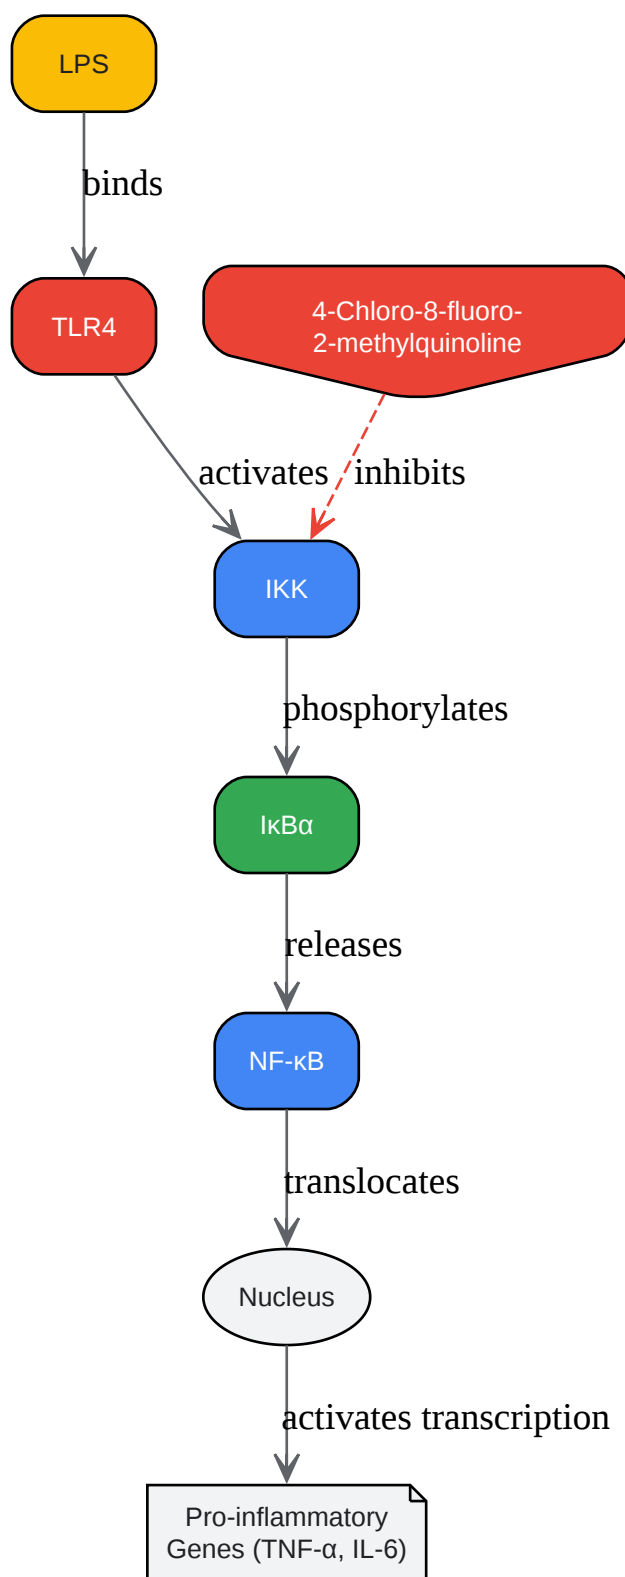 LPS
binds
TLR4
4-Chloro-8-fluoro-
2-methylquinoline
activates
inhibits
IKK
phosphorylates
IκBα
releases
NF-κB
translocates
Nucleus
activates transcription
Pro-inflammatory
Genes (TNF-α, IL-6)